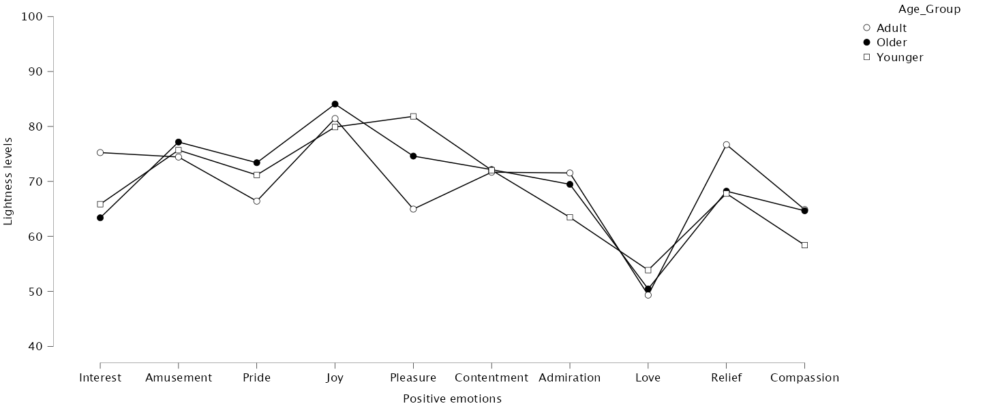 Age_Group
Adult
Older
Younger
Lightness levels
100
90
80
70
60
50
40
Interest Amusement Pride Joy Pleasure Contentment Admiration Love Relief Compassion
Positive emotions